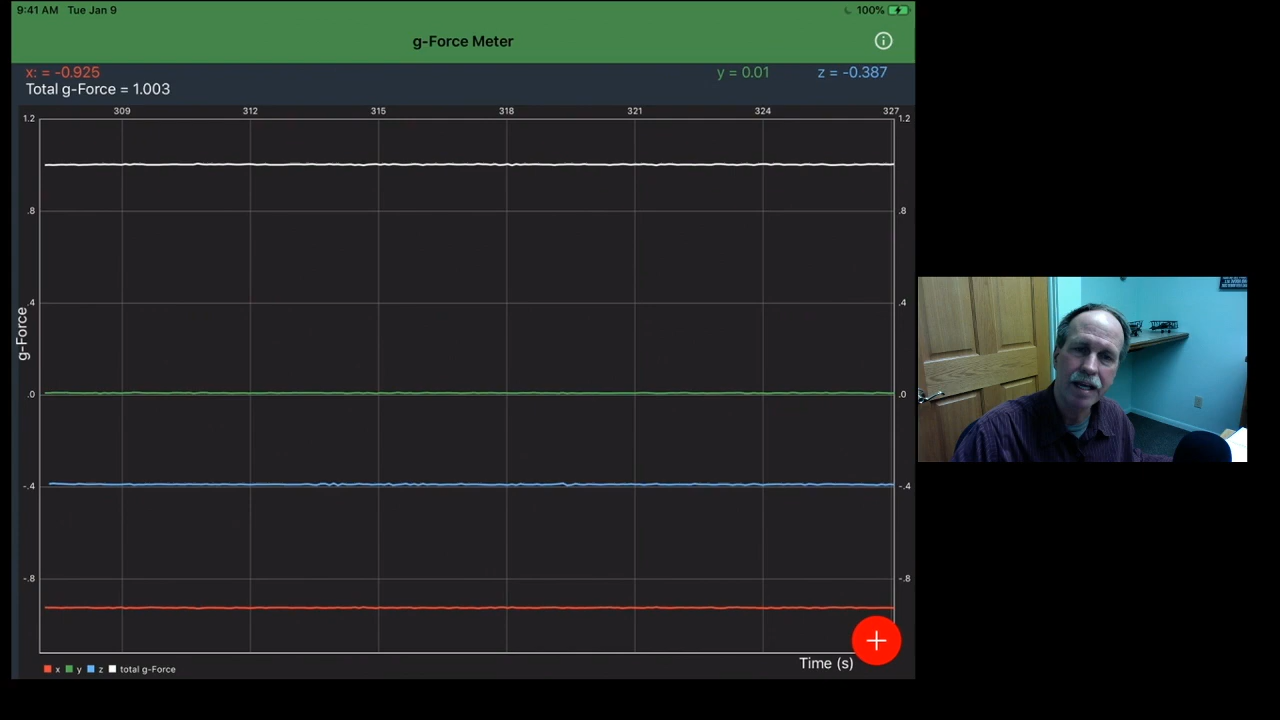 9:41 AM Tue Jan 9
100%
g-Force Meter
x: = -0.925
y = 0.01
z = -0.387
Total g-Force = 1.003
309 312 315 318 321 324 327
1.2 1.2
.8 .8
.4 .4
g-Force
.0 .0
-.4 -.4
-.8 -.8
Time (s)
x y z total g-Force